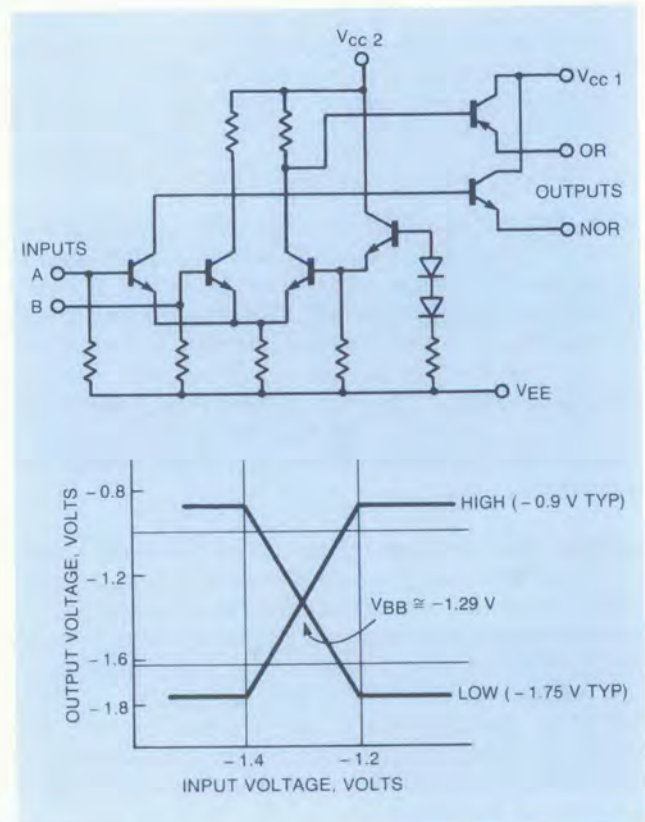 VCC 2
VCC 1
OR
OUTPUTS
NOR
INPUTS
A
B
VEE
OUTPUT VOLTAGE, VOLTS
-0.8
-1.2
-1.6
-1.8
HIGH (-0.9 V TYP)
VBB ≅ -1.29 V
LOW (-1.75 V TYP)
-1.4
-1.2
INPUT VOLTAGE, VOLTS